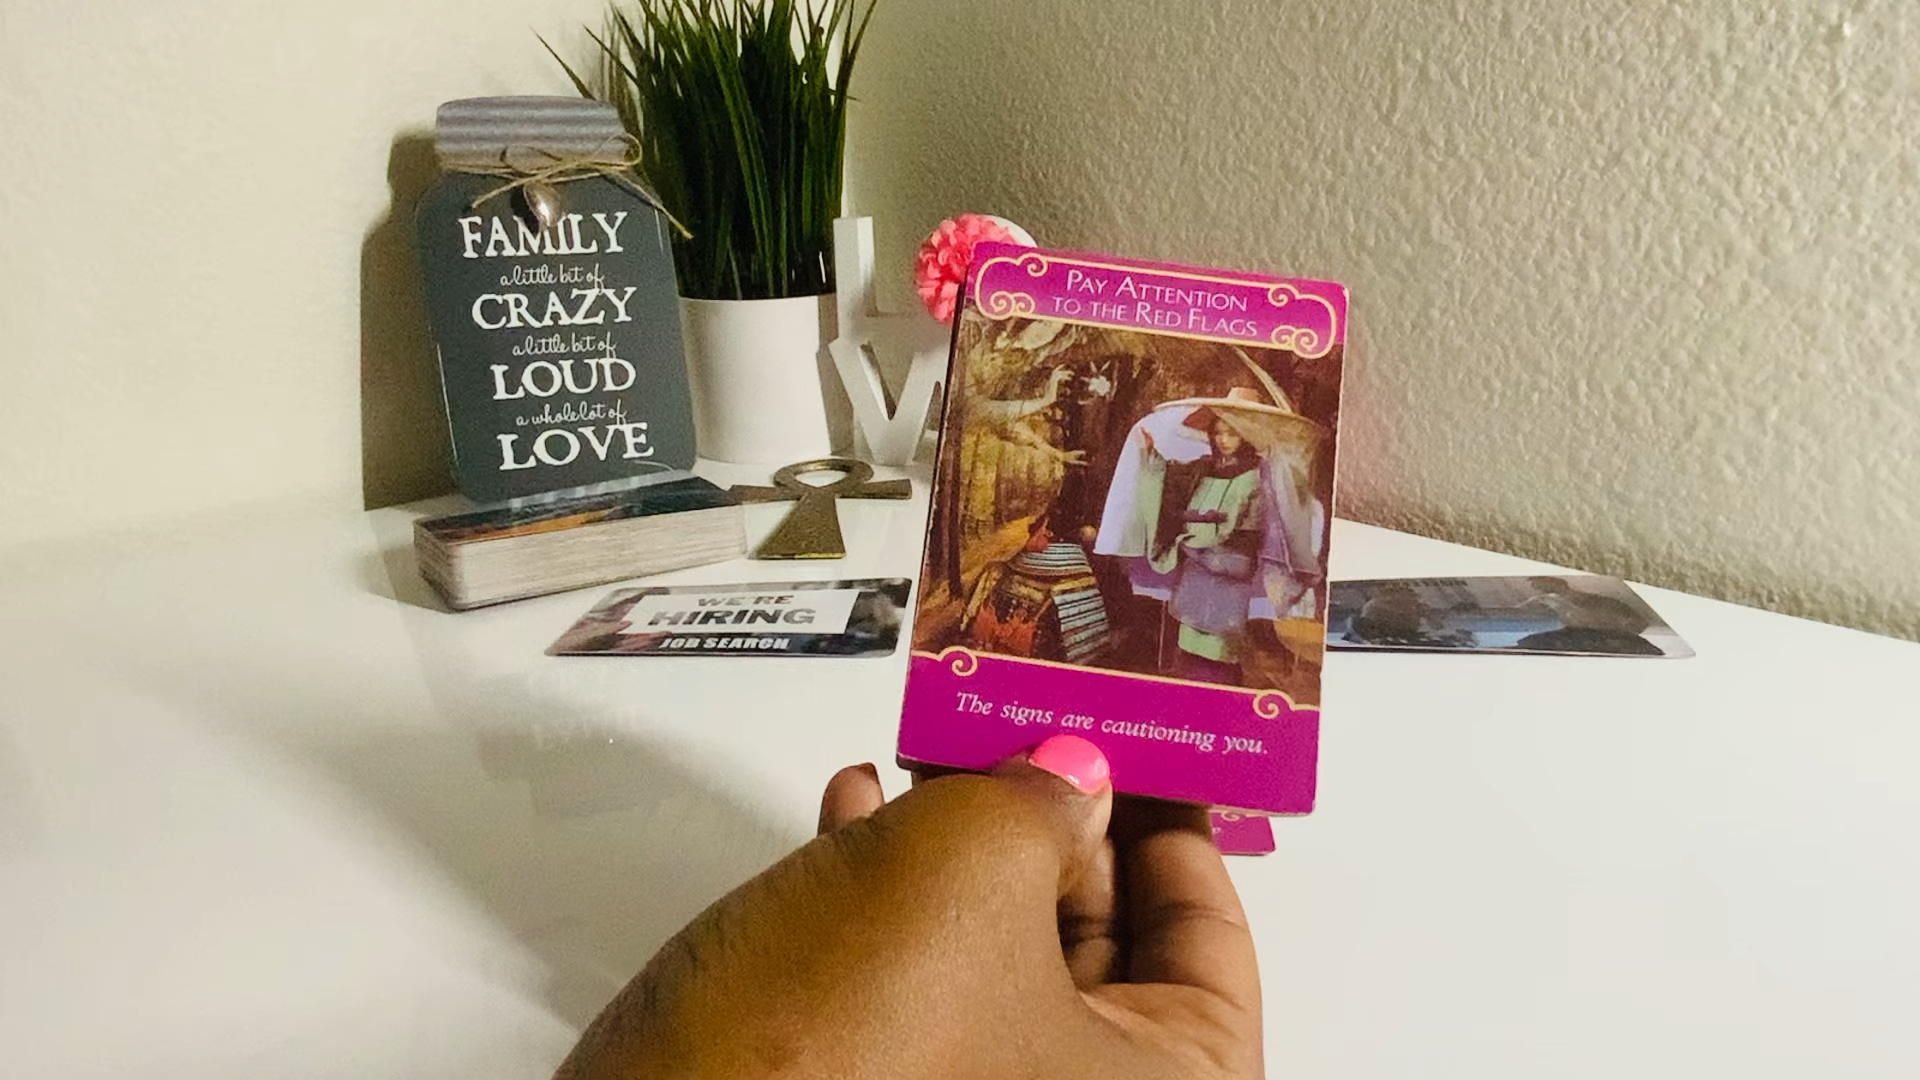 FAMILY
a little bit of
CRAZY
a little bit of
LOUD
a whole lot of
LOVE
L
V
PAY ATTENTION
TO THE RED FLAGS
The signs are cautioning you.
WE'RE
HIRING
JOB SEARCH